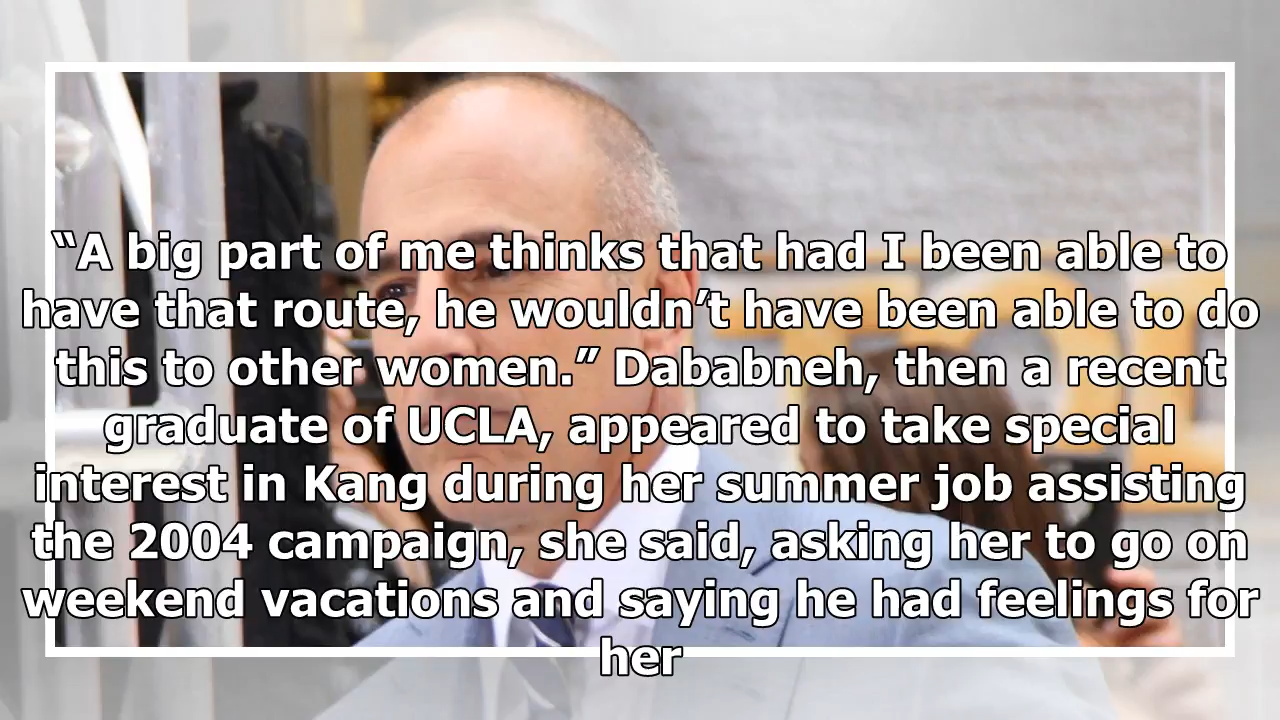 “A big part of me thinks that had I been able to
have that route, he wouldn’t have been able to do
this to other women.” Dababneh, then a recent
graduate of UCLA, appeared to take special
interest in Kang during her summer job assisting
the 2004 campaign, she said, asking her to go on
weekend vacations and saying he had feelings for
her